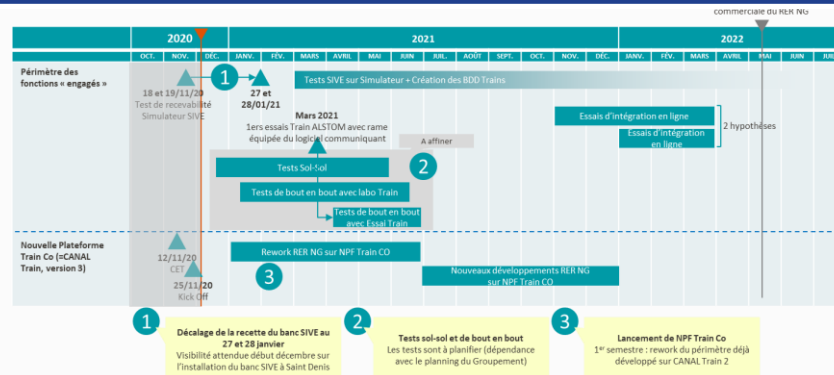 commerciale du RER NG
2020
2021
2022
OCT. NOV. DÉC. JANV. FÉV. MARS AVRIL MAI JUIN JUIL. AOÛT SEPT. OCT. NOV. DÉC. JANV. FÉV. MARS AVRIL MAI JUIN
Périmètre des
fonctions « engagés »
1
Tests SIVE sur Simulateur + Création des BDD Trains
18 et 19/11/20
Test de recevabilité
Simulateur SIVE
27 et
28/01/21
Mars 2021
1ers essais Train ALSTOM avec rame
équipée du logiciel communiquant
A affiner
Essais d'intégration en ligne
Essais d'intégration
en ligne
2 hypothèses
Tests Sol-Sol
2
Tests de bout en bout avec labo Train
Tests de bout en bout
avec Essai Train
Nouvelle Plateforme
Train Co (=CANAL
Train, version 3)
12/11/20
CET
25/11/20
Kick Off
Rework RER NG sur NPF Train CO
3
Nouveaux développements RER NG
sur NPF Train CO
1
Décalage de la recette du banc SIVE au
27 et 28 janvier
Visibilité attendue début décembre sur
l'installation du banc SIVE à Saint Denis
2
Tests sol-sol et de bout en bout
Les tests sont à planifier (dépendance
avec le planning du Groupement)
3
Lancement de NPF Train Co
1er semestre : rework du périmètre déjà
développé sur CANAL Train 2